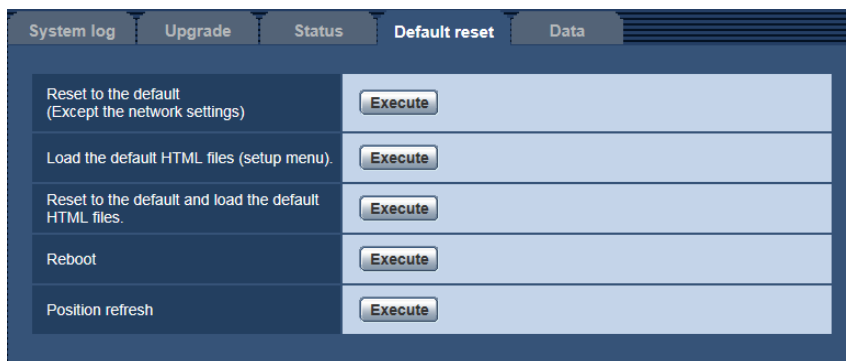 System log Upgrade Status Default reset Data
Reset to the default
(Except the network settings)
Execute
Load the default HTML files (setup menu).
Execute
Reset to the default and load the default
HTML files.
Execute
Reboot
Execute
Position refresh
Execute